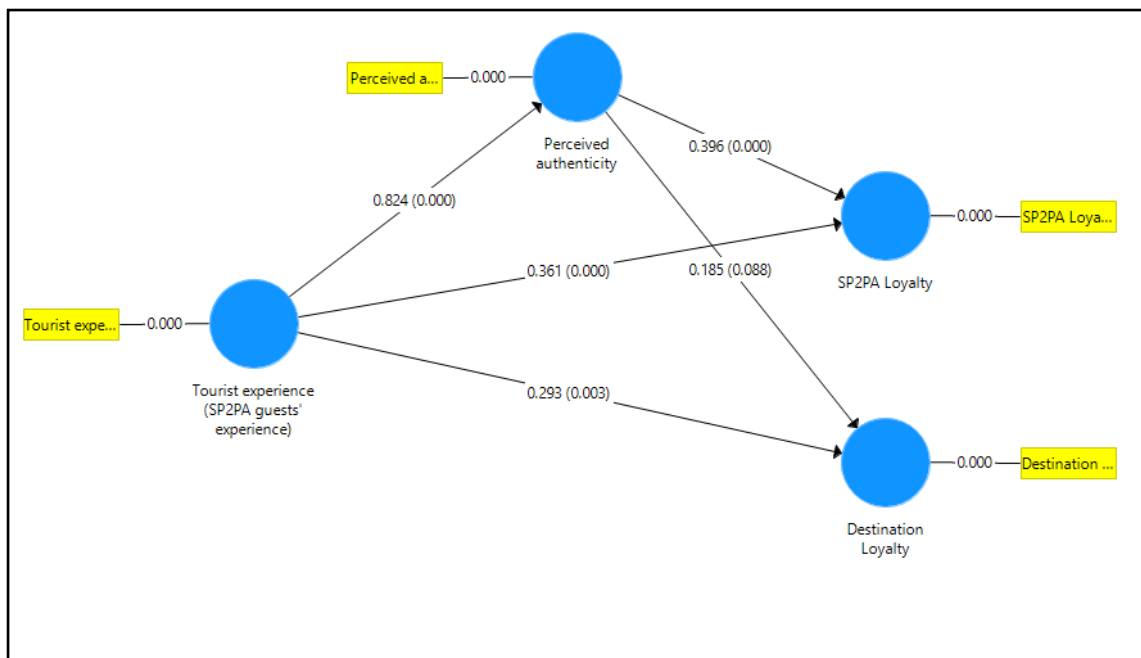 Perceived a...
0.000
Perceived
authenticity
0.396 (0.000)
0.824 (0.000)
0.000
SP2PA Loya...
0.361 (0.000)
0.185 (0.088)
SP2PA Loyalty
Tourist expe...
0.000
Tourist experience
(SP2PA guests'
experience)
0.293 (0.003)
0.000
Destination ...
Destination
Loyalty